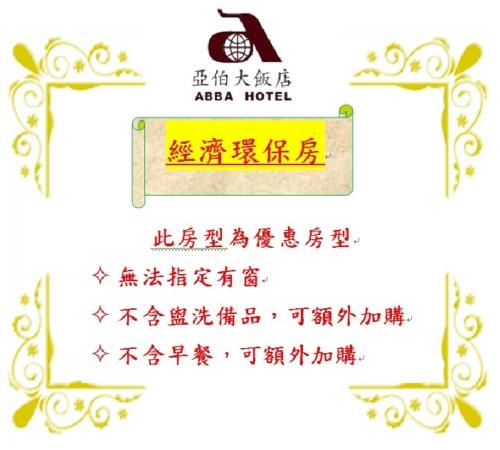 亞伯大飯店
ABBA HOTEL
經濟環保房
此房型為優惠房型
無法指定有窗
不含盥洗備品，可額外加購
不含早餐，可額外加購